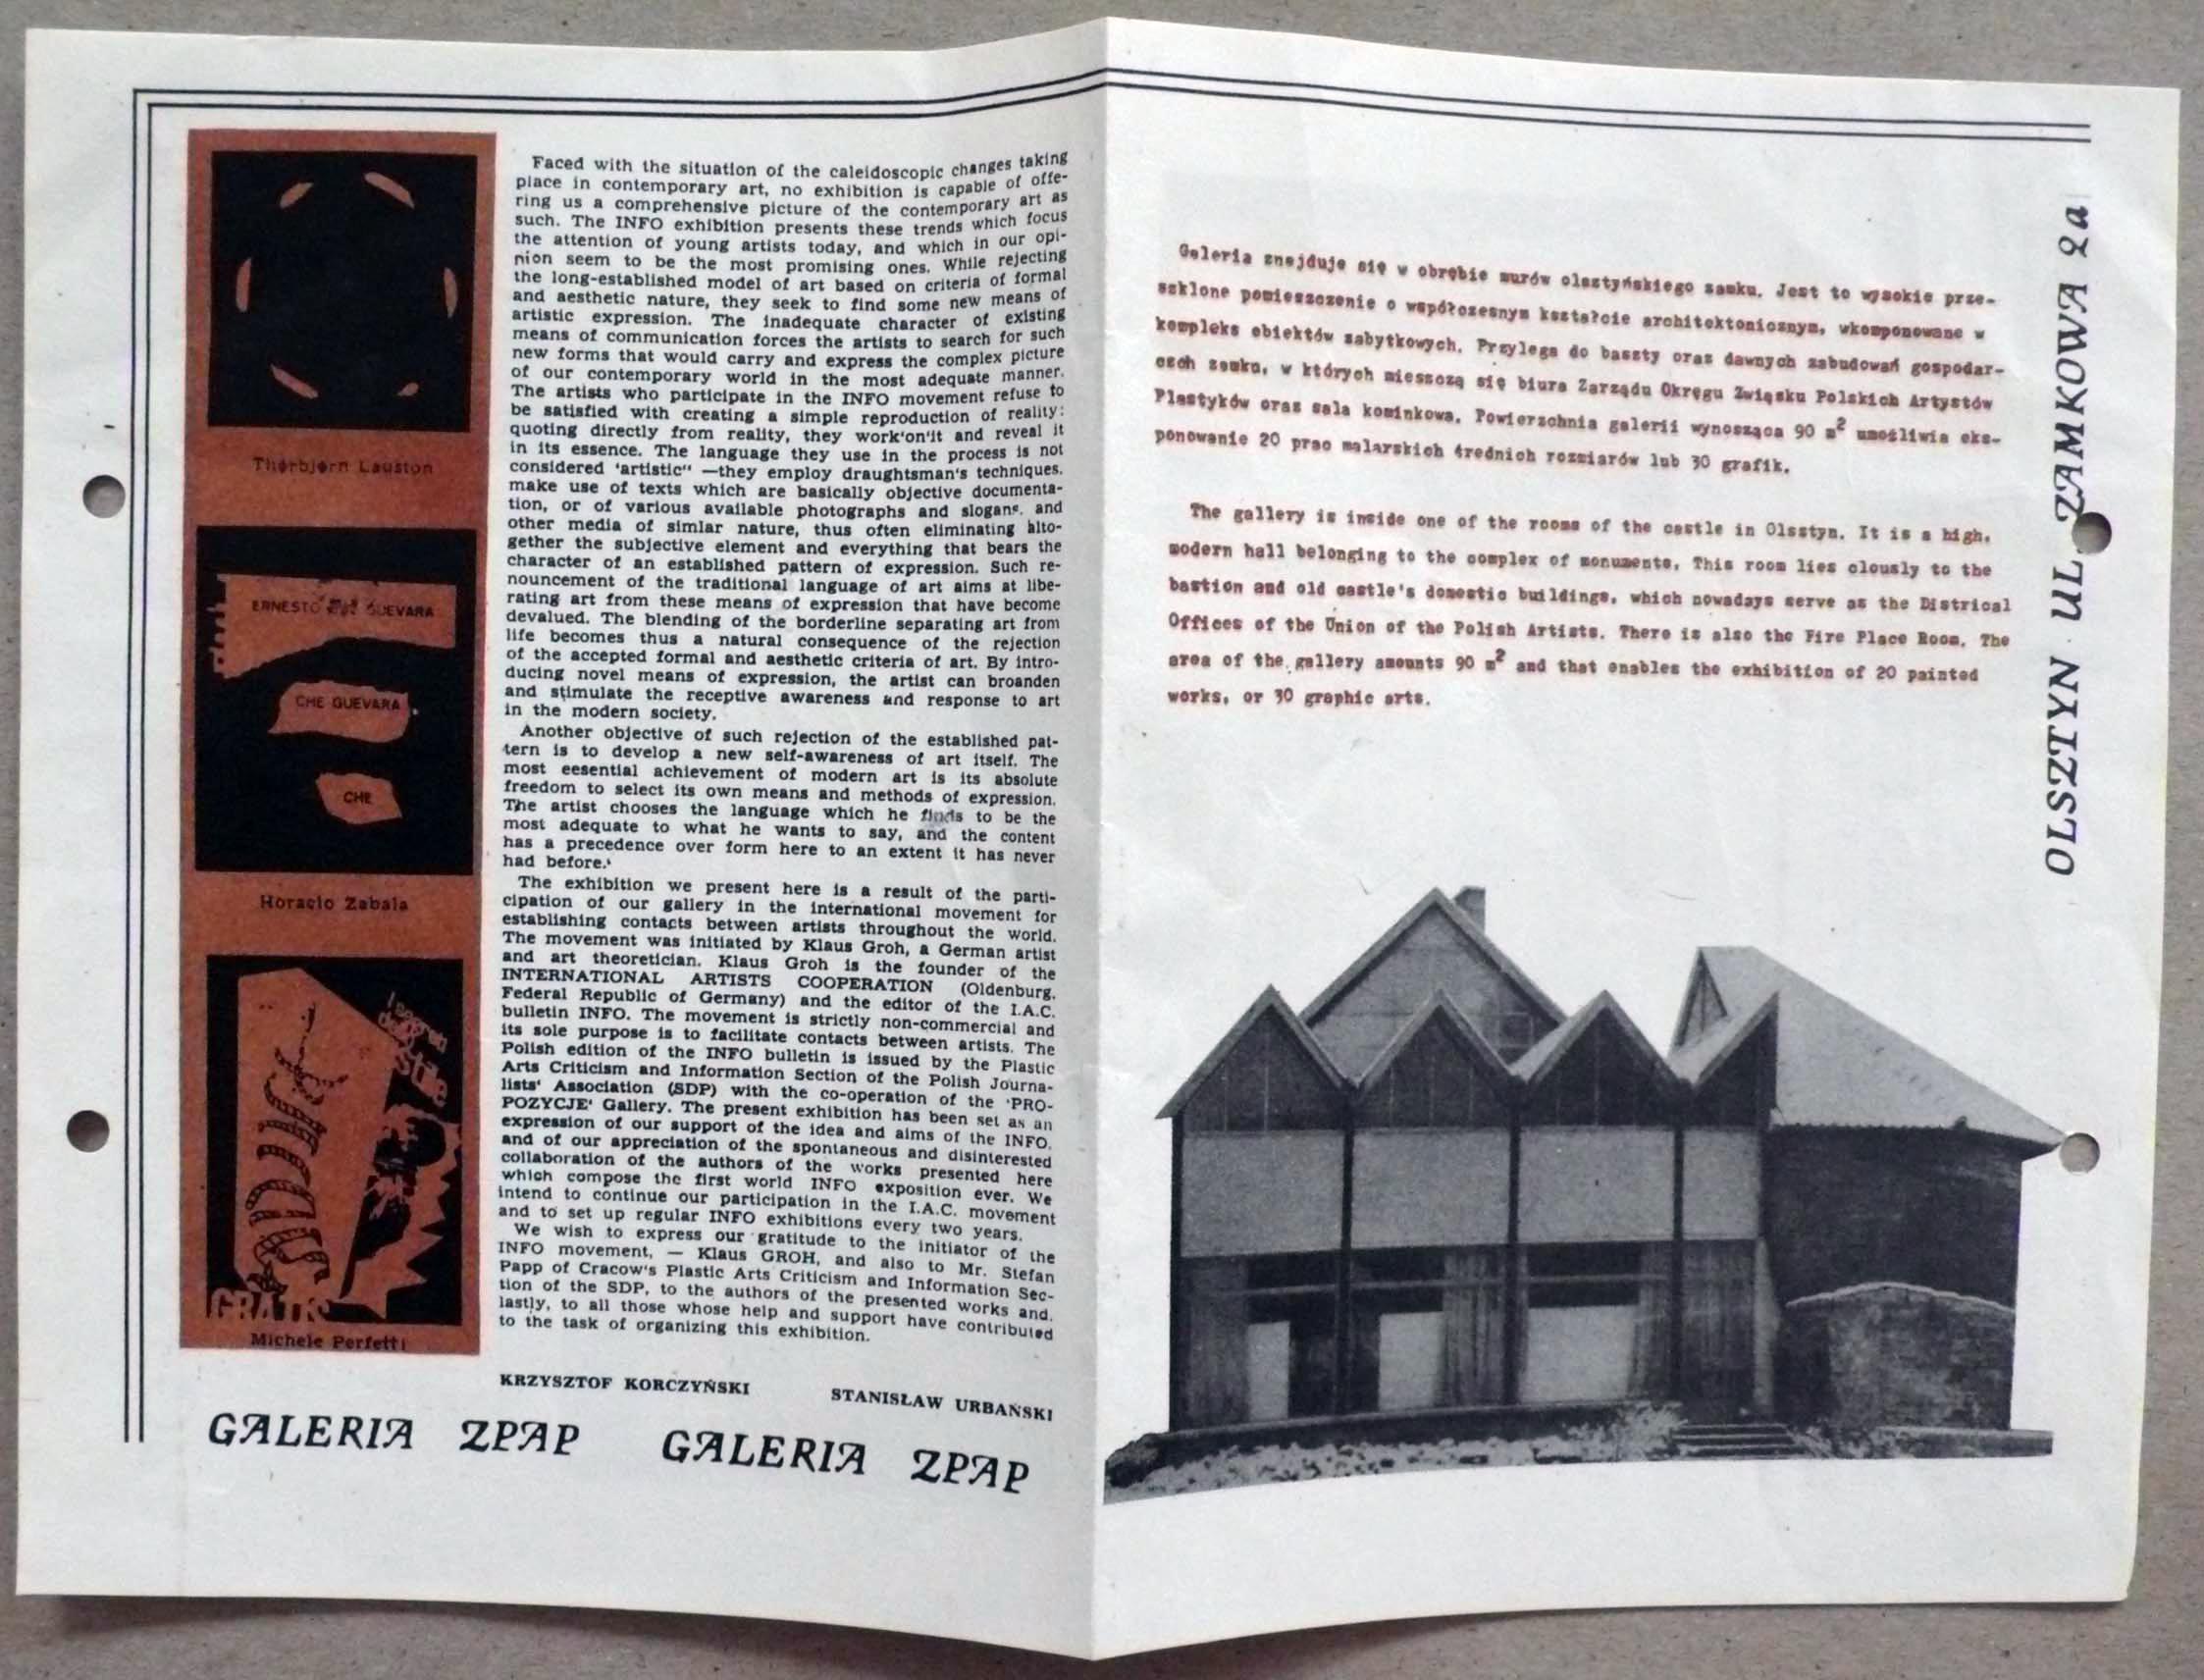 Thórbjörn Lauston
ERNESTO CHE GUEVARA
CHE GUEVARA
CHE
Horacio Zabala
GRATIS
Michele Perfetti
Faced with the situation of the caleidoscopic changes taking
place in contemporary art, no exhibition is capable of offe-
ring us a comprehensive picture of the contemporary art as
such. The INFO exhibition presents these trends which focus
the attention of young artists today, and which in our opi-
nion seem to be the most promising ones. While rejecting
the long-established model of art based on criteria of formal
and aesthetic nature, they seek to find some new means of
artistic expression. The inadequate character of existing
means of communication forces the artists to search for such
new forms that would carry and express the complex picture
of our contemporary world in the most adequate manner.
The artists who participate in the INFO movement refuse to
be satisfied with creating a simple reproduction of reality:
quoting directly from reality, they work'on'it and reveal it
in its essence. The language they use in the process is not
considered 'artistic" —they employ draughtsman's techniques,
make use of texts which are basically objective documenta-
tion, or of various available photographs and slogans, and
other media of simlar nature, thus often eliminating alto-
gether the subjective element and everything that bears the
character of an established pattern of expression. Such re-
nouncement of the traditional language of art aims at libe-
rating art from these means of expression that have become
devalued. The blending of the borderline separating art from
life becomes thus a natural consequence of the rejection
of the accepted formal and aesthetic criteria of art. By intro-
ducing novel means of expression, the artist can broanden
and stimulate the receptive awareness and response to art
in the modern society.
Another objective of such rejection of the established pat-
tern is to develop a new self-awareness of art itself. The
most eesential achievement of modern art is its absolute
freedom to select its own means and methods of expression.
The artist chooses the language which he finds to be the
most adequate to what he wants to say, and the content
has a precedence over form here to an extent it has never
had before.'
The exhibition we present here is a result of the parti-
cipation of our gallery in the international movement for
establishing contacts between artists throughout the world.
The movement was initiated by Klaus Groh, a German artist
and art theoretician. Klaus Groh is the founder of the
INTERNATIONAL ARTISTS COOPERATION (Oldenburg,
Federal Republic of Germany) and the editor of the I.A.C.
bulletin INFO. The movement is strictly non-commercial and
its sole purpose is to facilitate contacts between artists. The
Polish edition of the INFO bulletin is issued by the Plastic
Arts Criticism and Information Section of the Polish Journa-
lists' Association (SDP) with the co-operation of the 'PRO-
POZYCJE' Gallery. The present exhibition has been set as an
expression of our support of the idea and aims of the INFO,
and of our appreciation of the spontaneous and disinterested
collaboration of the authors of the works presented here
which compose the first world INFO exposition ever. We
intend to continue our participation in the I.A.C. movement
and to set up regular INFO exhibitions every two years.
We wish to express our gratitude to the initiator of the
INFO movement, — Klaus GROH, and also to Mr. Stefan
Papp of Cracow's Plastic Arts Criticism and Information Sec-
tion of the SDP, to the authors of the presented works and,
lastly, to all those whose help and support have contributed
to the task of organizing this exhibition.
KRZYSZTOF KORCZYŃSKI STANISŁAW URBAŃSKI
GALERIA ZPAP GALERIA ZPAP
Galeria znajduje się w obrębie murów olsztyńskiego zamku. Jest to wysokie prze-
szklone pomieszczenie o współczesnym kształcie architektonicznym, wkomponowane w
kompleks obiektów zabytkowych. Przylega do baszty oraz dawnych zabudowań gospodar-
czch zamku, w których mieszczą się biura Zarządu Okręgu Związku Polskich Artystów
Plastyków oraz sala kominkowa. Powierzchnia galerii wynosząca 90 m² umożliwia eks-
ponowanie 20 prac malarskich średnich rozmiarów lub 30 grafik.
The gallery is inside one of the rooms of the castle in Olsstyn. It is a high,
modern hall belonging to the complex of monuments. This room lies clously to the
bastion and old castle's domestic buildings, which nowadays serve as the Districal
Offices of the Union of the Polish Artists. There is also the Fire Place Room. The
area of the gallery amounts 90 m² and that enables the exhibition of 20 painted
works, or 30 graphic arts.
OLSZTYN UL. ZAMKOWA 2a